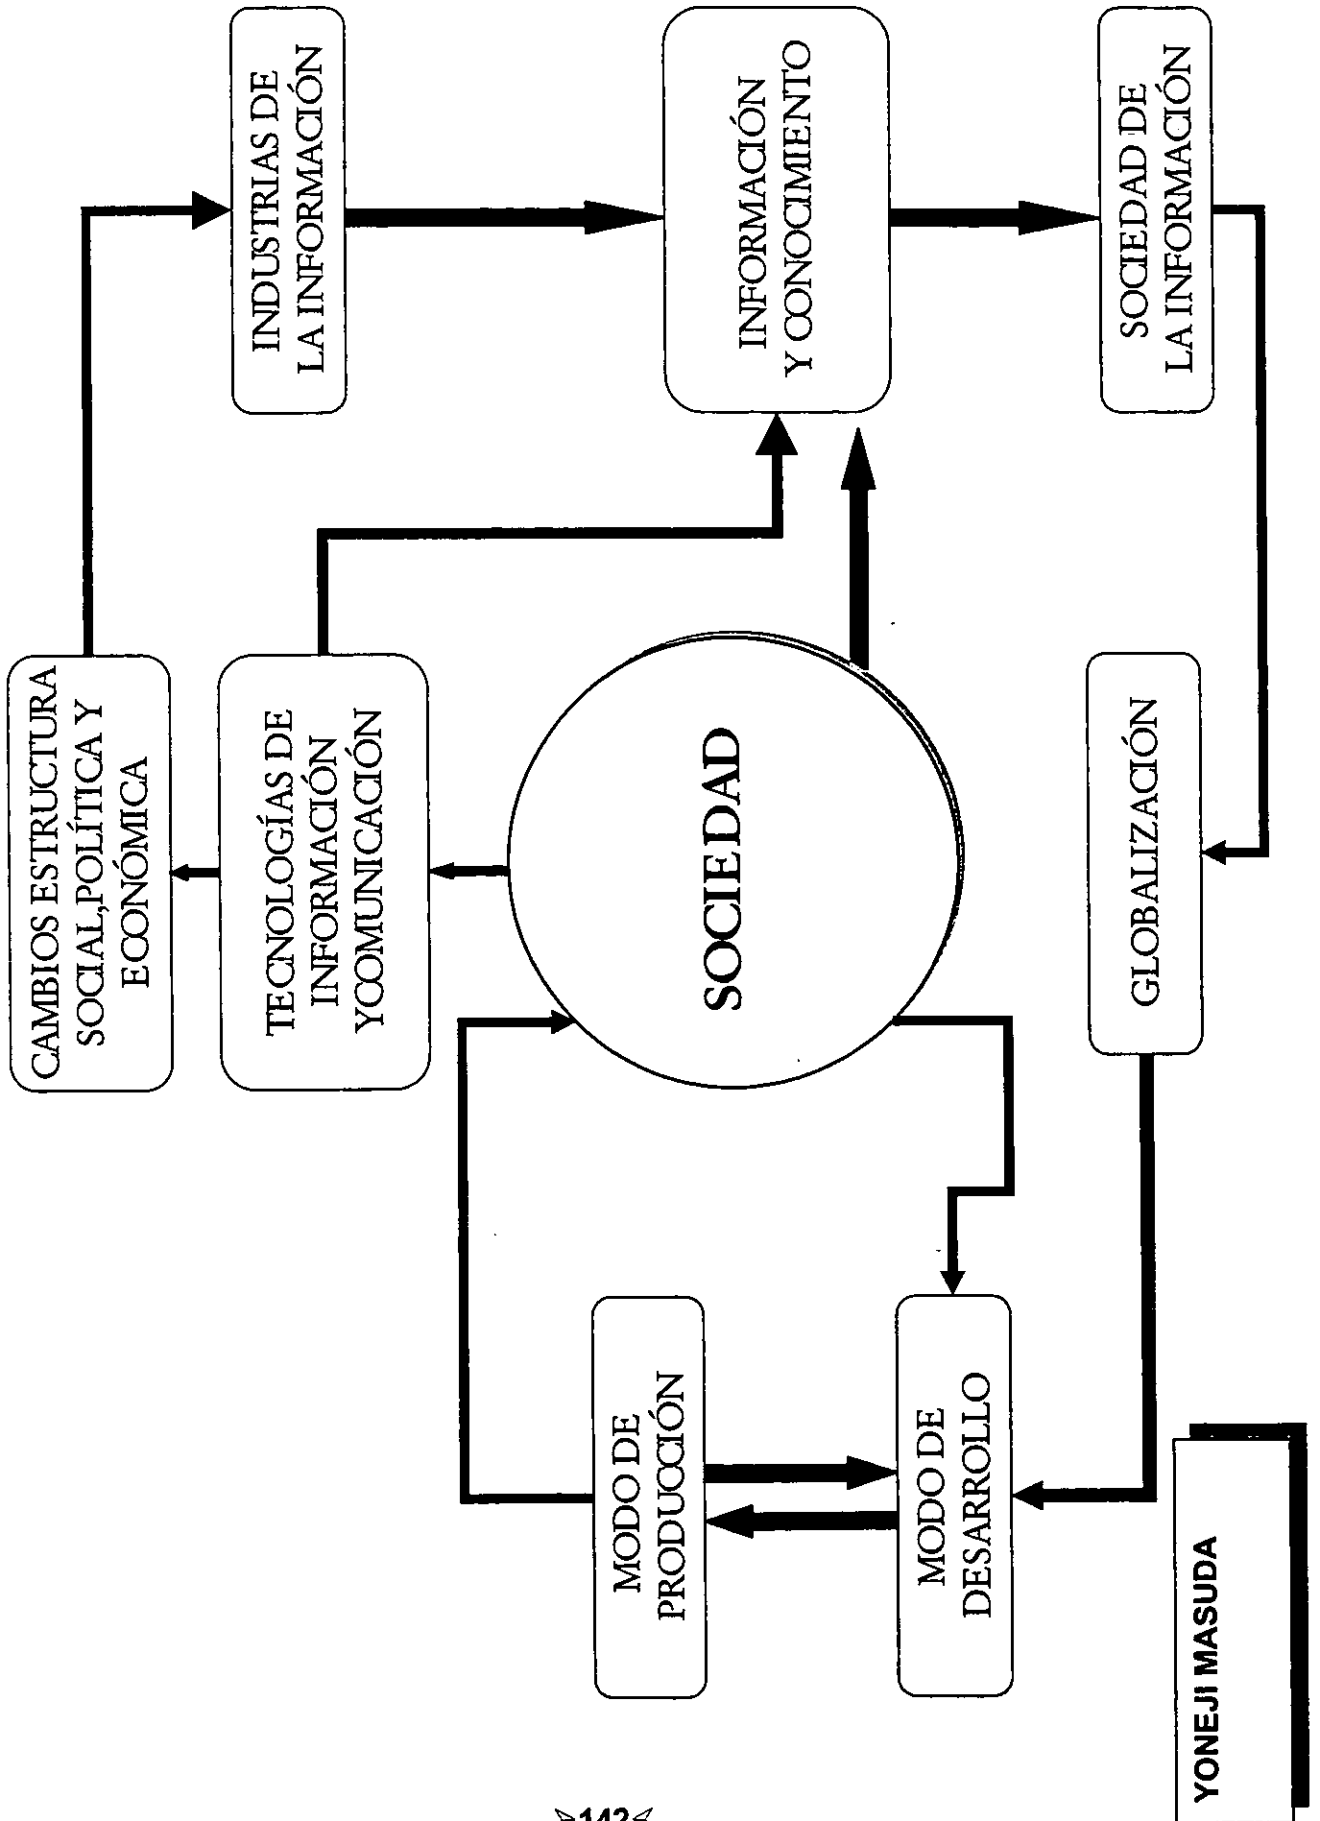 CAMBIOS ESTRUCTURA
SOCIAL,POLÍTICA Y
ECONÓMICA
TECNOLOGÍAS DE
INFORMACIÓN
YCOMUNICACIÓN
INDUSTRIAS DE
LA INFORMACIÓN
MODO DE
PRODUCCIÓN
SOCIEDAD
INFORMACIÓN
Y CONOCIMIENTO
MODO DE
DESARROLLO
GLOBALIZACIÓN
SOCIEDAD DE
LA INFORMACIÓN
YONEJI MASUDA
142